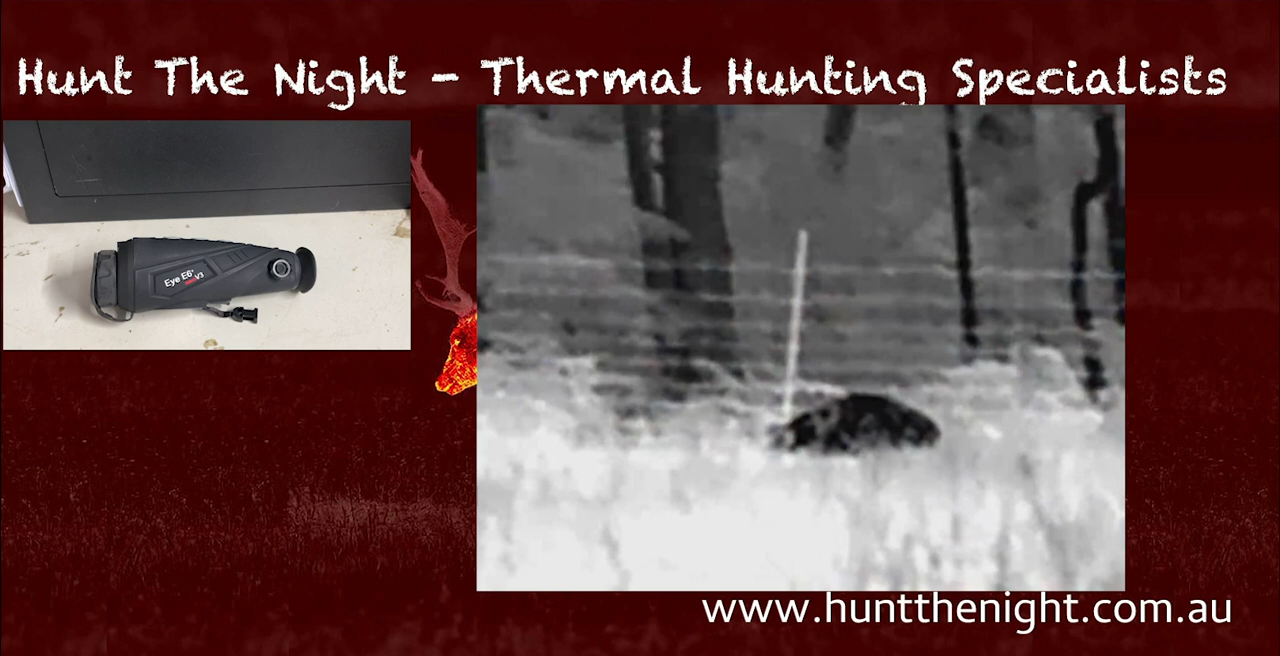 Hunt The Night - Thermal Hunting Specialists
Eye E6+ V3
www.huntthenight.com.au